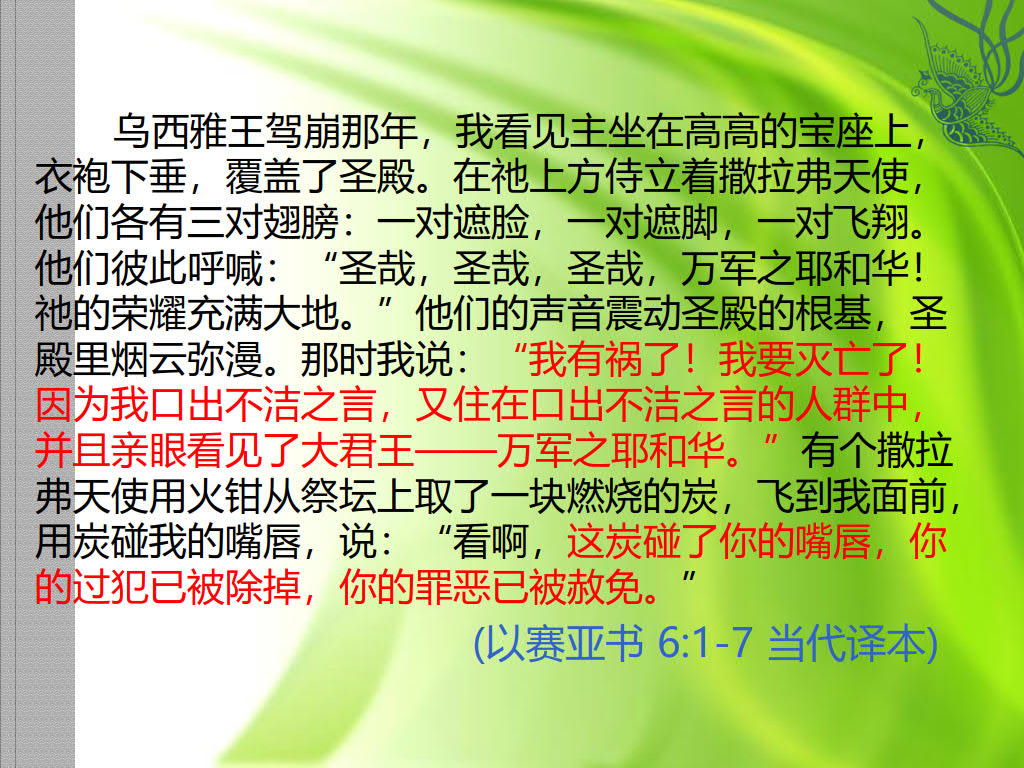 乌西雅王驾崩那年，我看见主坐在高高的宝座上，
衣袍下垂，覆盖了圣殿。在祂上方侍立着撒拉弗天使，
他们各有三对翅膀：一对遮脸，一对遮脚，一对飞翔。
他们彼此呼喊：“圣哉，圣哉，圣哉，万军之耶和华！
祂的荣耀充满大地。”他们的声音震动圣殿的根基，圣
殿里烟云弥漫。那时我说：“我有祸了！我要灭亡了！
因为我口出不洁之言，又住在口出不洁之言的人群中，
并且亲眼看见了大君王——万军之耶和华。”有个撒拉
弗天使用火钳从祭坛上取了一块燃烧的炭，飞到我面前，
用炭碰我的嘴唇，说：“看啊，这炭碰了你的嘴唇，你
的过犯已被除掉，你的罪恶已被赦免。”
(以赛亚书 6:1-7 当代译本)